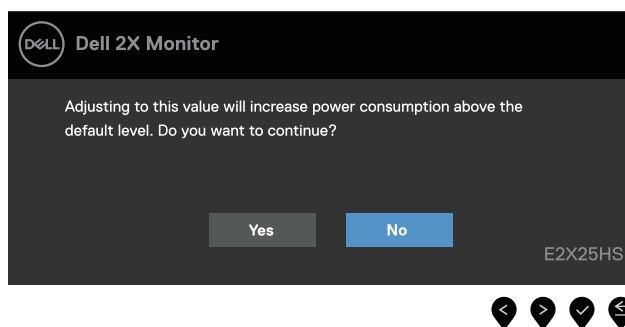 DELL Dell 2X Monitor
Adjusting to this value will increase power consumption above the
default level. Do you want to continue?
Yes No
E2X25HS